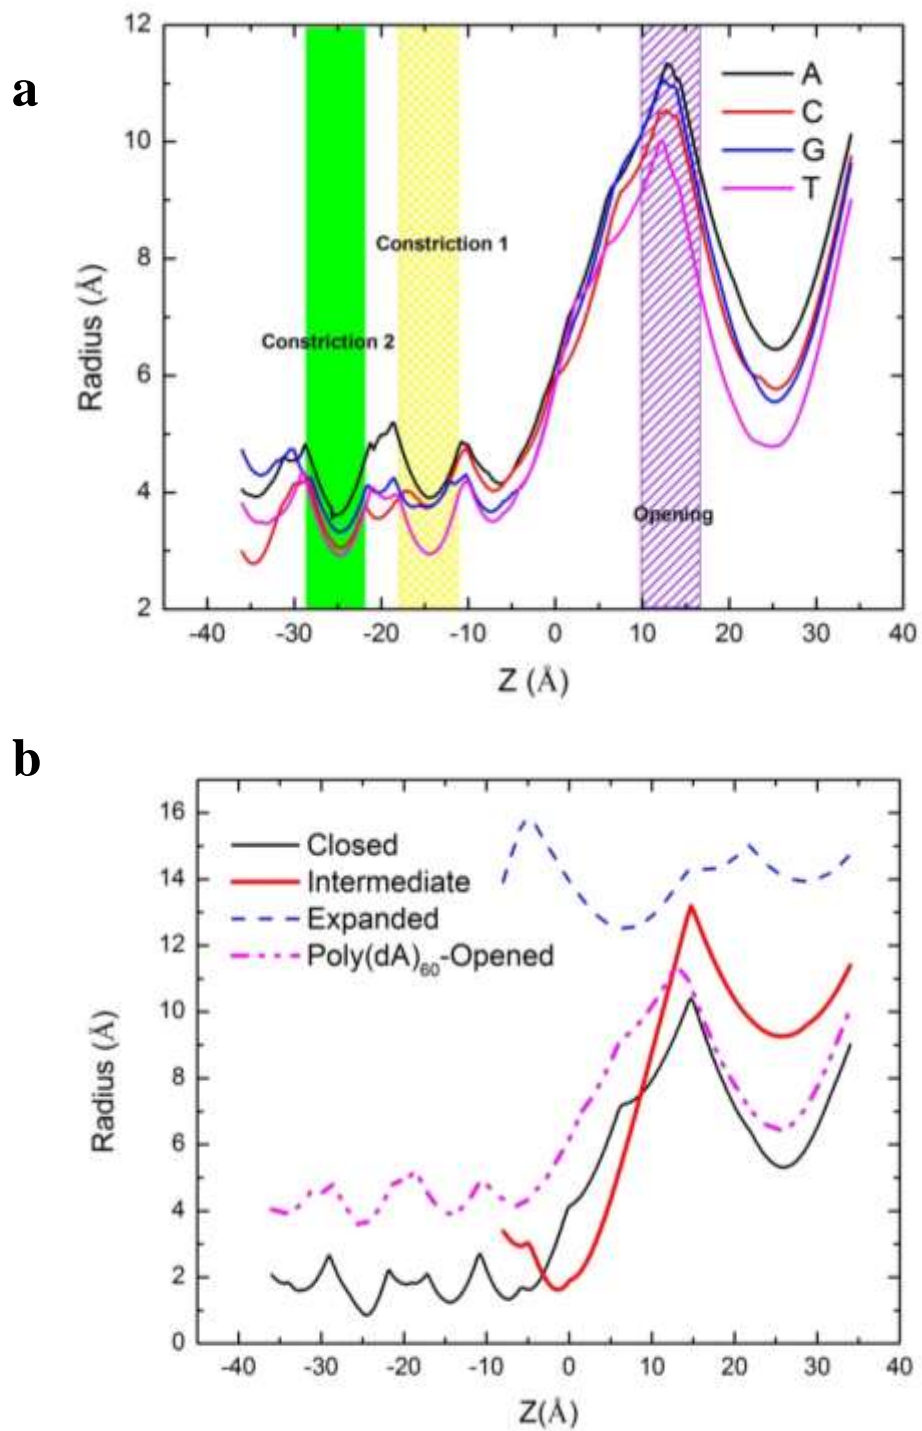 a
12
10
8
6
4
2
Radius (Å)
Constriction 2
Constriction 1
Opening
A
C
G
T
-40 -30 -20 -10 0 10 20 30 40
Z (Å)
b
16
14
12
10
8
6
4
2
0
Radius (Å)
Closed
Intermediate
Expanded
Poly(dA)60-Opened
-40 -30 -20 -10 0 10 20 30 40
Z(Å)